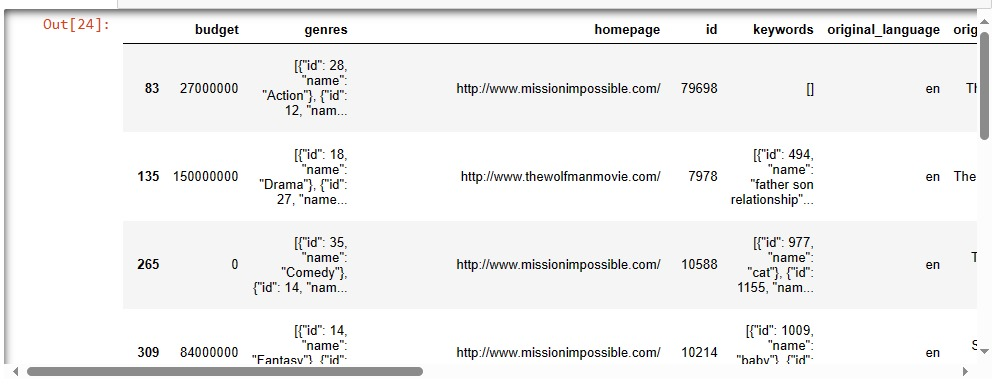 Out[24]:
budget genres homepage id keywords original_language orig
[{"id": 28,
"name":
83 27000000 "Action"}, {"id": http://www.missionimpossible.com/ 79698 [] en Th
12, "nam...
[{"id": 18, [{"id": 494,
"name": "name":
135 150000000 "Drama"}, {"id": http://www.thewolfmanmovie.com/ 7978 "father son en The
27, "name... relationship"...
[{"id": 35, [{"id": 977,
"name": "name":
265 0 "Comedy"}, http://www.missionimpossible.com/ 10588 "cat"}, {"id": en T
{"id": 14, "nam... 1155, "nam...
[{"id": 14, [{"id": 1009,
309 84000000 "name": http://www.missionimpossible.com/ 10214 "name": en S
"Fantasy"}, {"id": "baby"}, {"id":